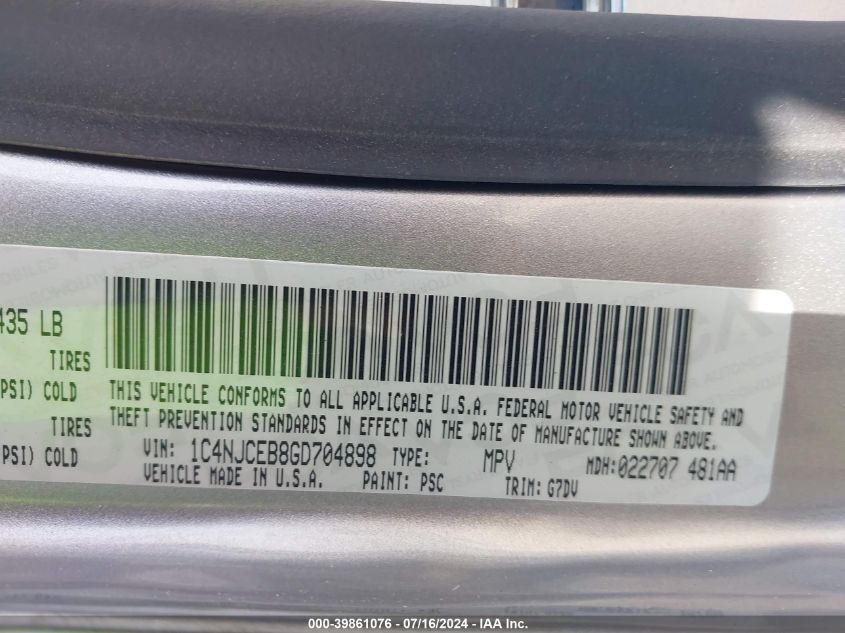 435 LB
TIRES
PSI) COLD
TIRES
PSI) COLD
THIS VEHICLE CONFORMS TO ALL APPLICABLE U.S.A. FEDERAL MOTOR VEHICLE SAFETY AND
THEFT PREVENTION STANDARDS IN EFFECT ON THE DATE OF MANUFACTURE SHOWN ABOVE.
VIN: 1C4NJCEB8GD704898 TYPE: MPV MDH:022707 481AA
VEHICLE MADE IN U.S.A. PAINT: PSC TRIM: G7DV
000-39861076 - 07/16/2024 - IAA Inc.